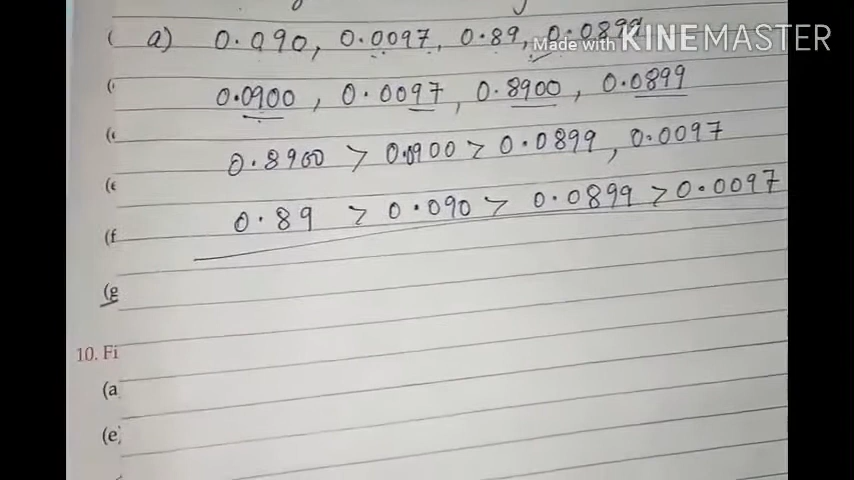 ( a) 0.090, 0.0097, 0.89, 0.0899
Made with KINEMASTER
( 0.0900, 0.0097, 0.8900, 0.0899
( 0.8900 > 0.0900 > 0.0899, 0.0097
(e 0.89 > 0.090 > 0.0899 > 0.0097
(f
(g
10. Fi
(a
(e)